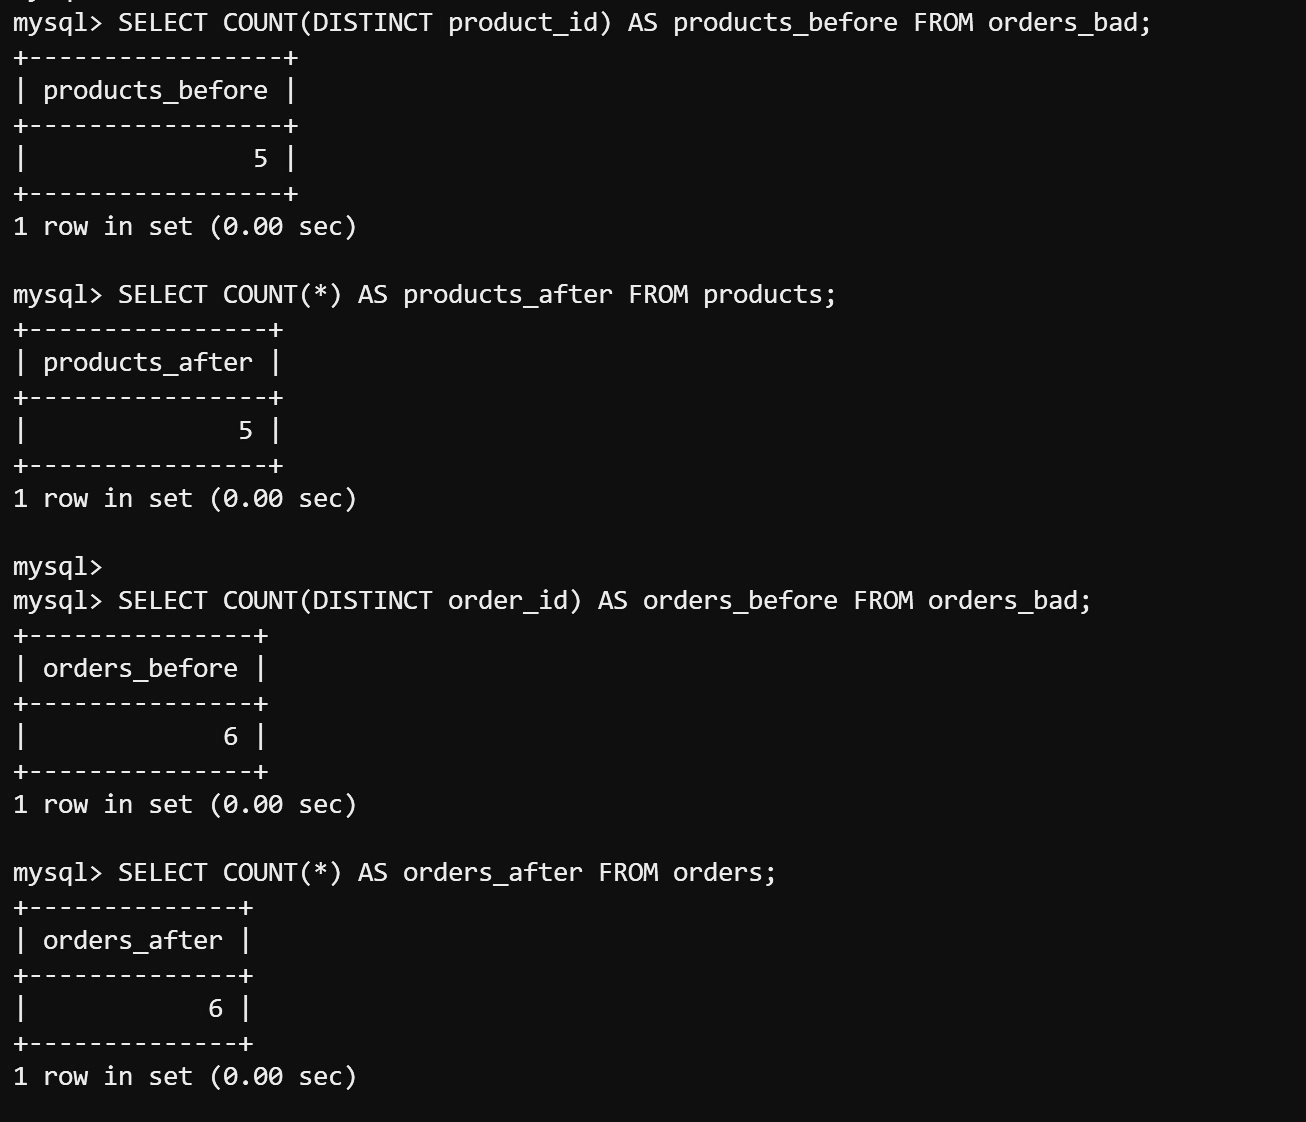 mysql> SELECT COUNT(DISTINCT product_id) AS products_before FROM orders_bad;
+-----------------+
| products_before |
+-----------------+
|               5 |
+-----------------+
1 row in set (0.00 sec)

mysql> SELECT COUNT(*) AS products_after FROM products;
+----------------+
| products_after |
+----------------+
|              5 |
+----------------+
1 row in set (0.00 sec)

mysql>
mysql> SELECT COUNT(DISTINCT order_id) AS orders_before FROM orders_bad;
+---------------+
| orders_before |
+---------------+
|             6 |
+---------------+
1 row in set (0.00 sec)

mysql> SELECT COUNT(*) AS orders_after FROM orders;
+--------------+
| orders_after |
+--------------+
|            6 |
+--------------+
1 row in set (0.00 sec)